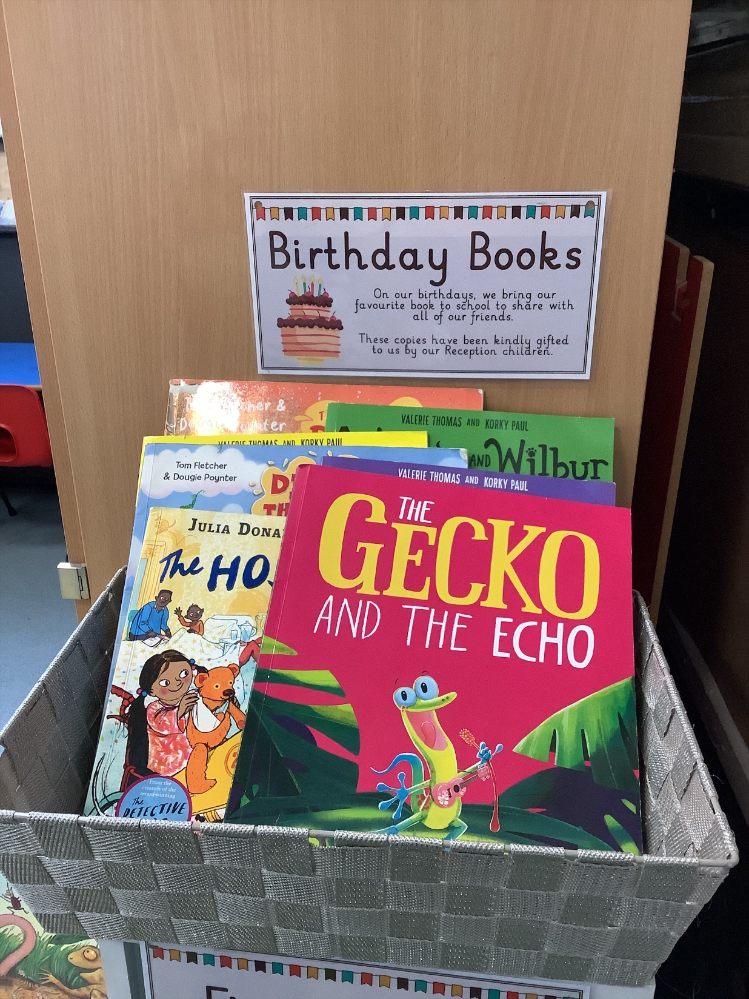 Birthday Books
On our birthdays, we bring our
favourite book to school to share with
all of our friends.
These copies have been kindly gifted
to us by our Reception children.
VALERIE THOMAS AND KORKY PAUL
AND Wilbur
VALERIE THOMAS AND KORKY PAUL
Tom Fletcher
& Dougie Poynter
VALERIE THOMAS AND KORKY PAUL
JULIA DONA
The HO
From the
creators of the
award-winning
The
DETECTIVE
THE
GECKO
AND THE ECHO